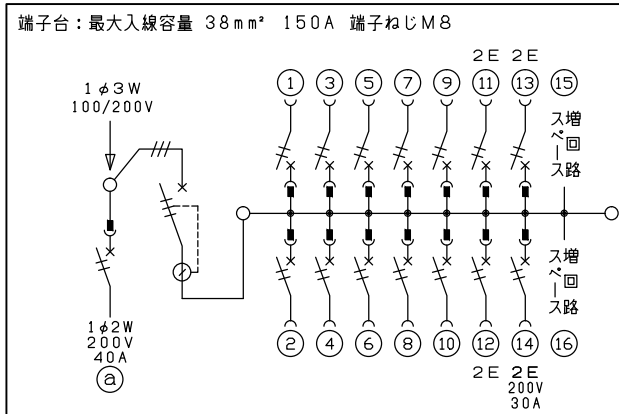 端子台:最大入線容量 38mm² 150A 端子ねじM8
1φ3W
100/200V
2E 2E
1 3 5 7 9 11 13 15
増回路
スペース
増回路
スペース
2 4 6 8 10 12 14 16
2E 2E
200V
30A
1φ2W
200V
40A
a